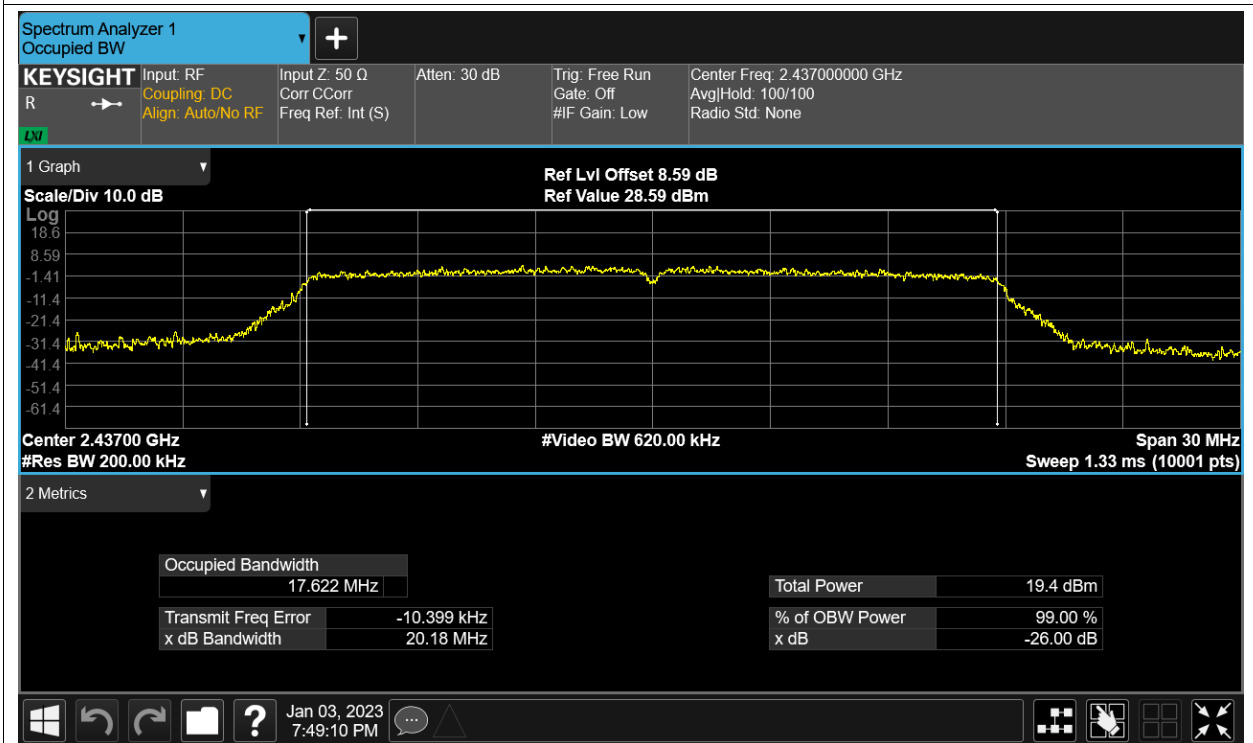 Spectrum Analyzer 1
Occupied BW
KEYSIGHT
R
LXI
Input: RF
Coupling: DC
Align: Auto/No RF
Input Z: 50 Ω
Corr CCorr
Freq Ref: Int (S)
Atten: 30 dB
Trig: Free Run
Gate: Off
#IF Gain: Low
Center Freq: 2.437000000 GHz
Avg|Hold: 100/100
Radio Std: None
1 Graph
Scale/Div 10.0 dB
Ref Lvl Offset 8.59 dB
Ref Value 28.59 dBm
Log
18.6
8.59
-1.41
-11.4
-21.4
-31.4
-41.4
-51.4
-61.4
Center 2.43700 GHz
#Video BW 620.00 kHz
Span 30 MHz
#Res BW 200.00 kHz
Sweep 1.33 ms (10001 pts)
2 Metrics
Occupied Bandwidth
17.622 MHz
Total Power 19.4 dBm
Transmit Freq Error -10.399 kHz
% of OBW Power 99.00 %
x dB Bandwidth 20.18 MHz
x dB -26.00 dB
?
Jan 03, 2023
7:49:10 PM